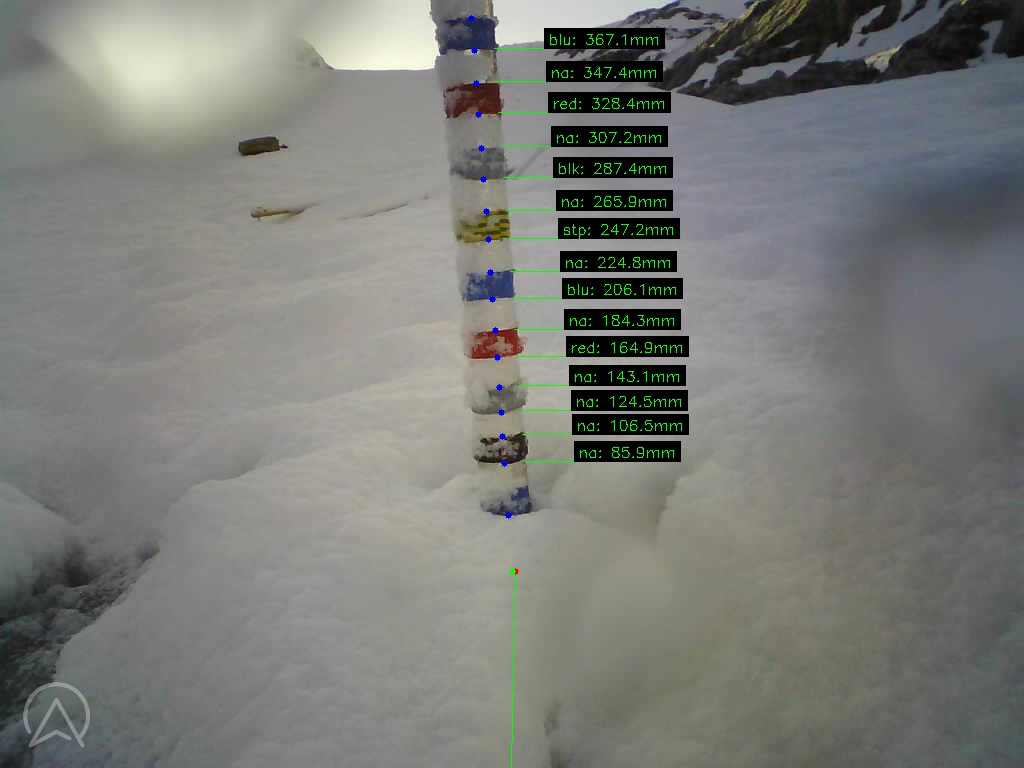 blu: 367.1mm
na: 347.4mm
red: 328.4mm
na: 307.2mm
blk: 287.4mm
na: 265.9mm
stp: 247.2mm
na: 224.8mm
blu: 206.1mm
na: 184.3mm
red: 164.9mm
na: 143.1mm
na: 124.5mm
na: 106.5mm
na: 85.9mm